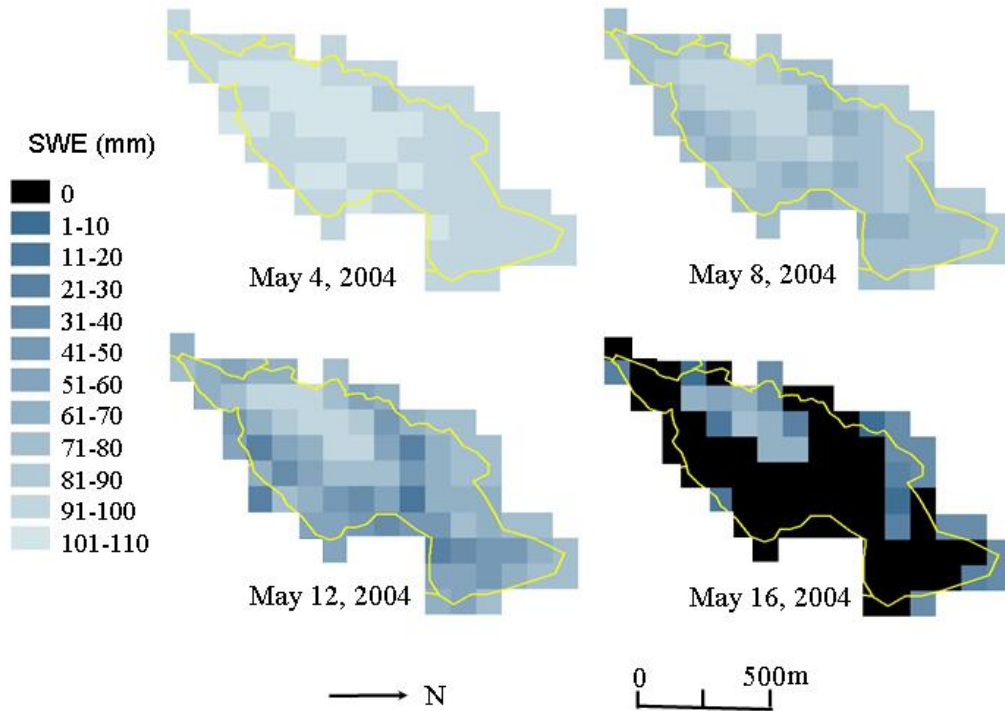 SWE (mm)
0
1-10
11-20
21-30
31-40
41-50
51-60
61-70
71-80
81-90
91-100
101-110
May 4, 2004
May 8, 2004
May 12, 2004
May 16, 2004
N
0 500m